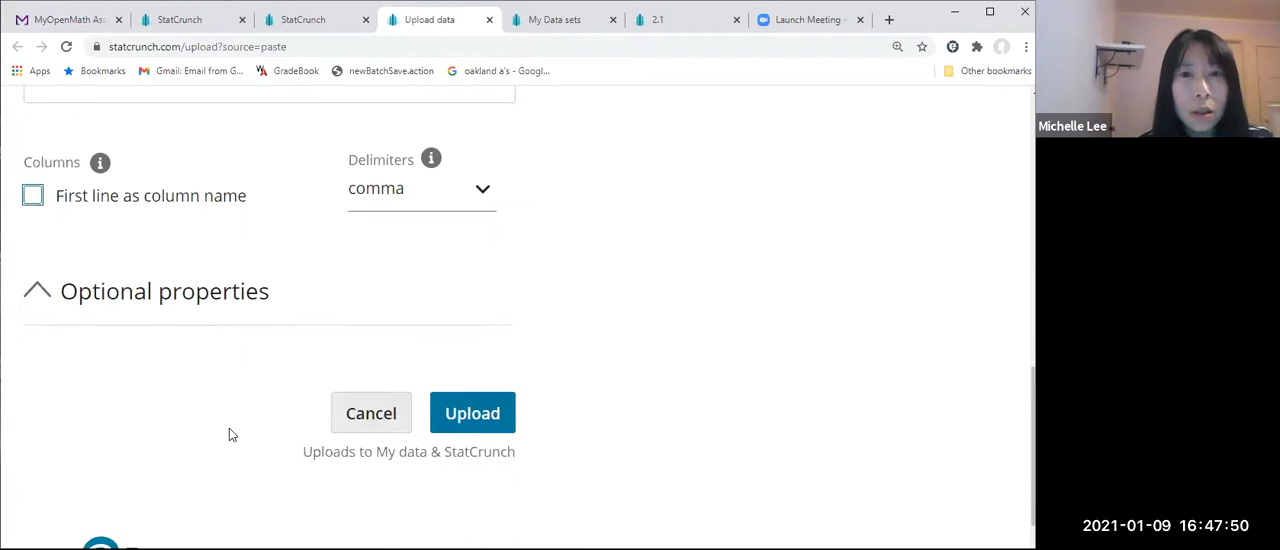 MyOpenMath Ass
StatCrunch
StatCrunch
Upload data
My Data sets
2.1
Launch Meeting -
statcrunch.com/upload?source=paste
Apps
Bookmarks
Gmail: Email from G...
GradeBook
newBatchSave.action
oakland a's - Googl...
Other bookmarks
Michelle Lee
Columns
Delimiters
First line as column name
comma
Optional properties
Cancel
Upload
Uploads to My data & StatCrunch
2021-01-09 16:47:50